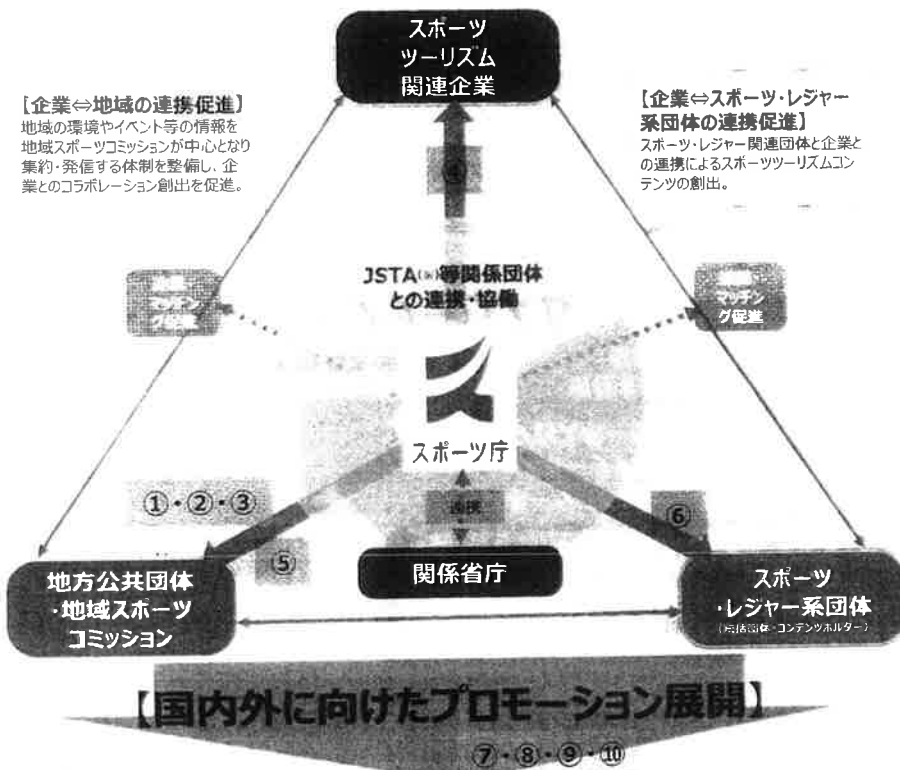 スポーツ
ツーリズム
関連企業
【企業⇔地域の連携促進】
地域の環境やイベント等の情報を
地域スポーツコミッションが中心となり
集約・発信する体制を整備し、企
業とのコラボレーション創出を促進。
【企業⇔スポーツ・レジャー
系団体の連携促進】
スポーツ・レジャー関連団体と企業と
の連携によるスポーツツーリズムコン
テンツの創出。
④
JSTA 等関係団体
との連携・協働
マッチン
グ促進
マッチン
グ促進
スポーツ庁
①・②・③
連携
⑥
⑤
地方公共団体
・地域スポーツ
コミッション
関係省庁
スポーツ
・レジャー系団体
(統括団体・コンテンツホルダー)
【国内外に向けたプロモーション展開】
⑦・⑧・⑨・⑩